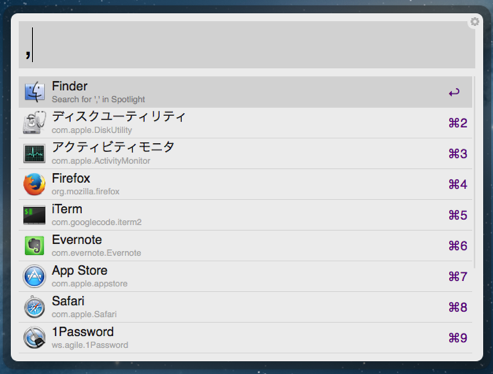 ,
Finder
Search for ',' in Spotlight
↩
ディスクユーティリティ
com.apple.DiskUtility
⌘2
アクティビティモニタ
com.apple.ActivityMonitor
⌘3
Firefox
org.mozilla.firefox
⌘4
iTerm
com.googlecode.iterm2
⌘5
Evernote
com.evernote.Evernote
⌘6
App Store
com.apple.appstore
⌘7
Safari
com.apple.Safari
⌘8
1Password
ws.agile.1Password
⌘9